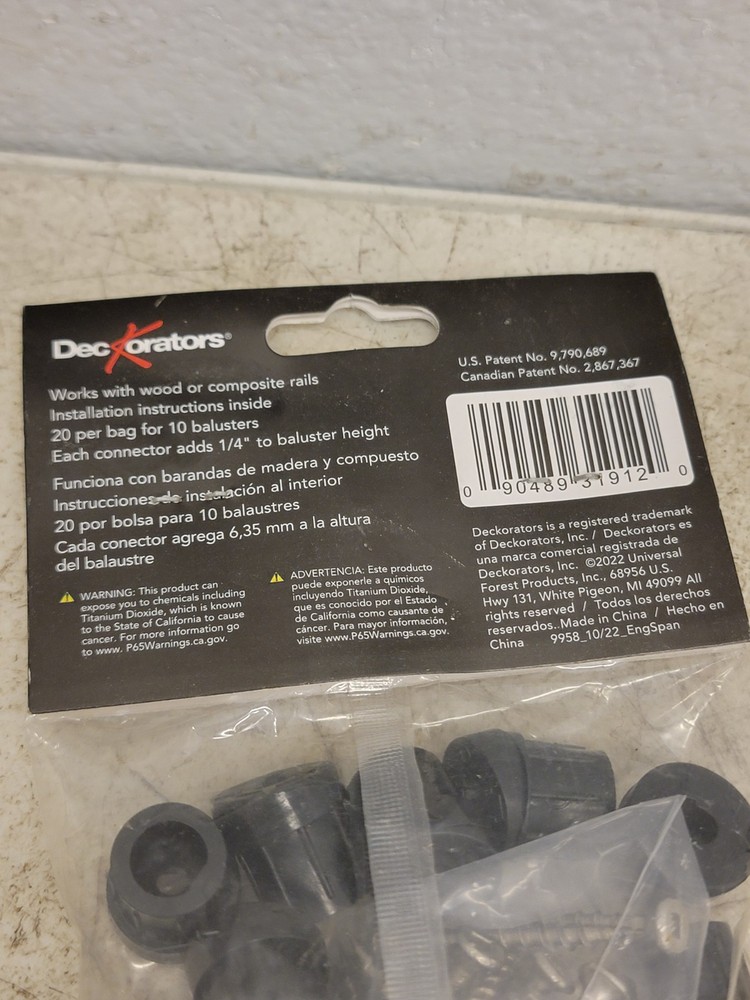 Deckorators®
Works with wood or composite rails
Installation instructions inside
20 per bag for 10 balusters
Each connector adds 1/4" to baluster height
Funciona con barandas de madera y compuesto
Instrucciones de instalación al interior
20 por bolsa para 10 balaustres
Cada conector agrega 6,35 mm a la altura
del balaustre
WARNING: This product can
expose you to chemicals including
Titanium Dioxide, which is known
to the State of California to cause
cancer. For more information go
to www.P65Warnings.ca.gov.
ADVERTENCIA: Este producto
puede exponerle a quimicos
incluyendo Titanium Dioxide,
que es conocido por el Estado
de California como causante de
cáncer. Para mayor información,
visite www.P65Warnings.ca.gov.
U.S. Patent No. 9,790,689
Canadian Patent No. 2,867,367
0 90489 31912 0
Deckorators is a registered trademark
of Deckorators, Inc. / Deckorators es
una marca comercial registrada de
Deckorators, Inc. ©2022 Universal
Forest Products, Inc., 68956 U.S.
Hwy 131, White Pigeon, MI 49099 All
rights reserved / Todos los derechos
reservados..Made in China / Hecho en
China 9958_10/22_EngSpan